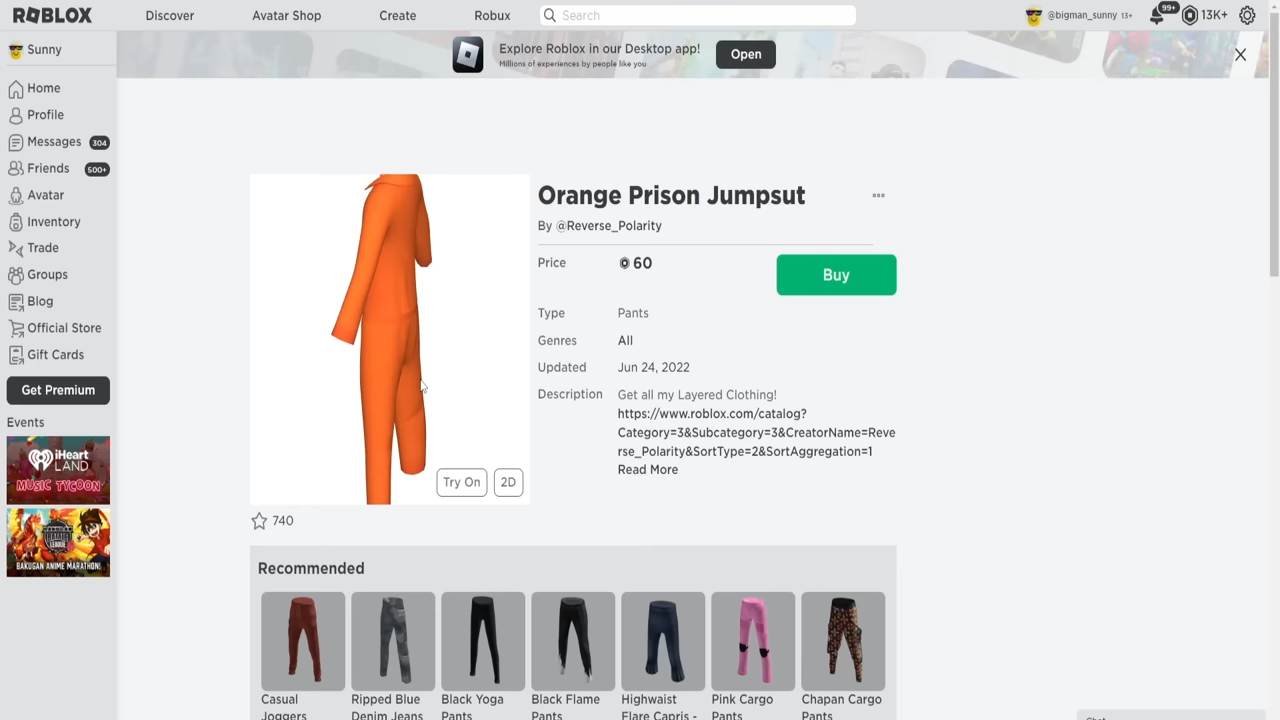 ROBLOX
Discover
Avatar Shop
Create
Robux
Search
@bigman_sunny 13+
99+
13K+
Sunny
Explore Roblox in our Desktop app!
Millions of experiences by people like you
Open
Home
Profile
Messages 304
Friends 500+
Avatar
Inventory
Trade
Groups
Blog
Official Store
Gift Cards
Get Premium
Events
iHeart
LAND
MUSIC TYCOON
BATTLE
LEAGUE
BAKUGAN ANIME MARATHON!
Orange Prison Jumpsut
By @Reverse_Polarity
Price 60
Buy
Type Pants
Genres All
Updated Jun 24, 2022
Description Get all my Layered Clothing!
https://www.roblox.com/catalog?
Category=3&Subcategory=3&CreatorName=Reve
rse_Polarity&SortType=2&SortAggregation=1
Read More
Try On
2D
740
Recommended
Casual
Joggers
Ripped Blue
Denim Jeans
Black Yoga
Pants
Black Flame
Pants
Highwaist
Flare Capris -
Pink Cargo
Pants
Chapan Cargo
Pants
Chat